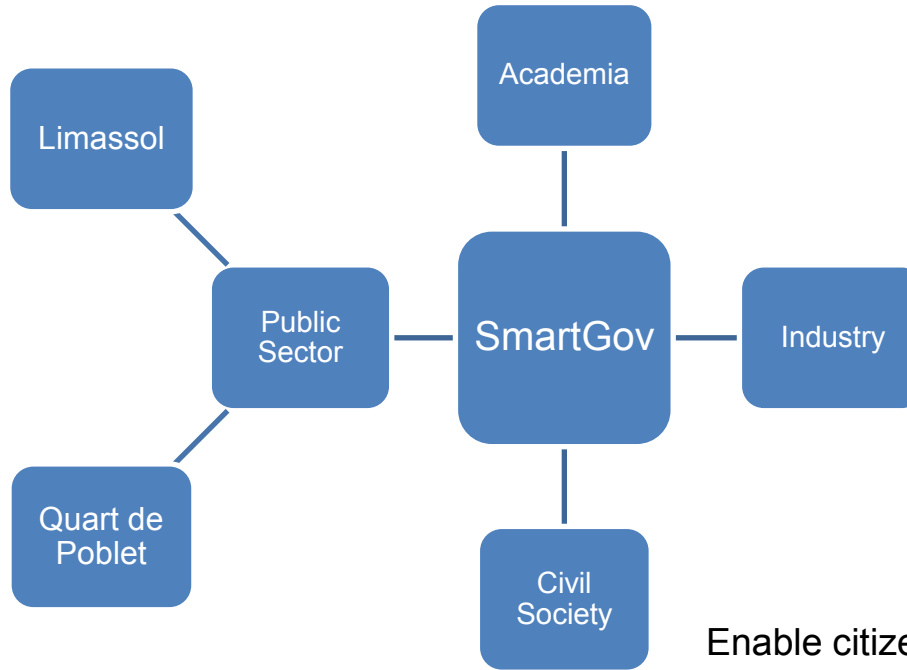 Academia
Limassol
Public
Sector
SmartGov
Industry
Quart de
Poblet
Civil
Society
Enable citize